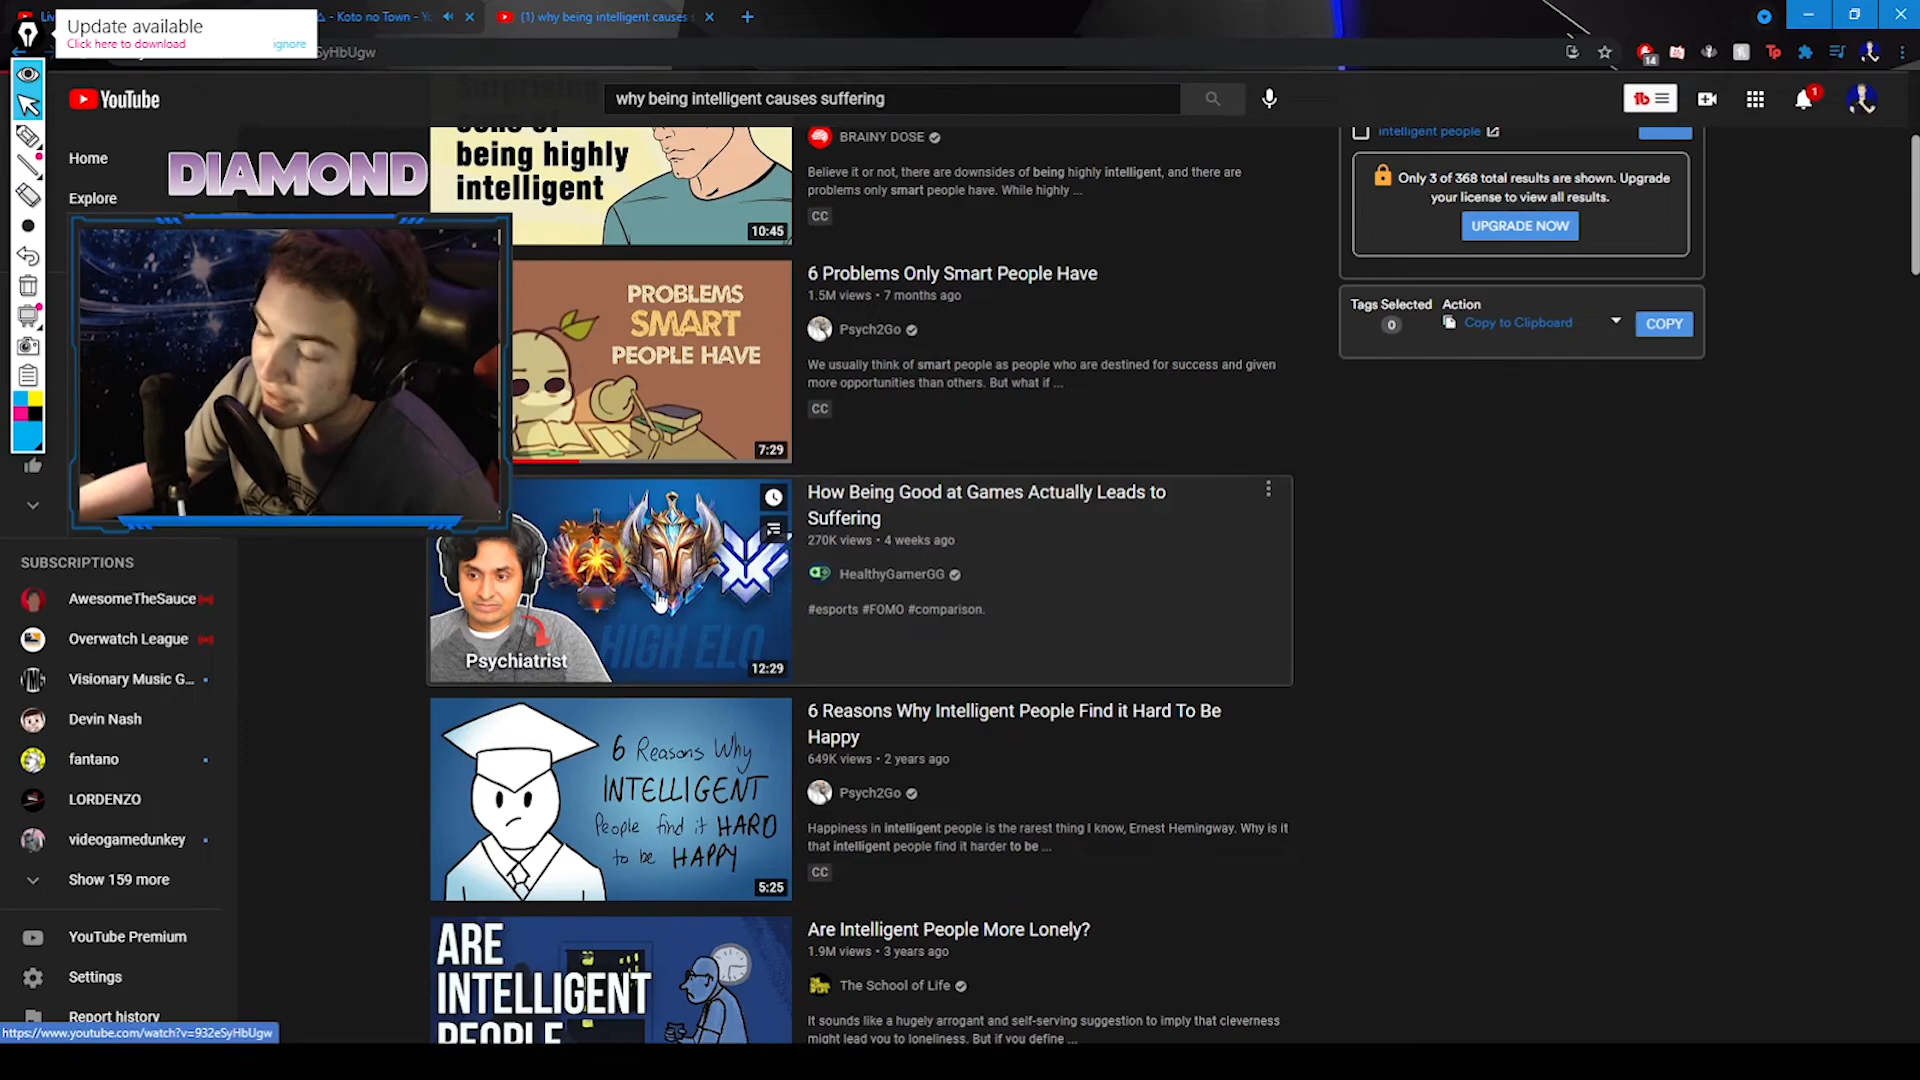 Update available
Click here to download
ignore
Liv
- Koto no Town - Yo
(1) why being intelligent causes
SyHbUgw
14
YouTube
why being intelligent causes suffering
1
Home
Explore
DIAMOND
cons of
being highly
intelligent
10:45
BRAINY DOSE
Believe it or not, there are downsides of being highly intelligent, and there are
problems only smart people have. While highly ...
CC
PROBLEMS
SMART
PEOPLE HAVE
7:29
6 Problems Only Smart People Have
1.5M views • 7 months ago
Psych2Go
We usually think of smart people as people who are destined for success and given
more opportunities than others. But what if ...
CC
HIGH ELO
Psychiatrist
12:29
How Being Good at Games Actually Leads to
Suffering
270K views • 4 weeks ago
HealthyGamerGG
#esports #FOMO #comparison.
6 Reasons Why
INTELLIGENT
People find it HARD
to be HAPPY
5:25
6 Reasons Why Intelligent People Find it Hard To Be
Happy
649K views • 2 years ago
Psych2Go
Happiness in intelligent people is the rarest thing I know, Ernest Hemingway. Why is it
that intelligent people find it harder to be ...
CC
ARE
INTELLIGENT
PEOPLE
Are Intelligent People More Lonely?
1.9M views • 3 years ago
The School of Life
It sounds like a hugely arrogant and self-serving suggestion to imply that cleverness
might lead you to loneliness. But if you define ...
intelligent people
Only 3 of 368 total results are shown. Upgrade
your license to view all results.
UPGRADE NOW
Tags Selected
0
Action
Copy to Clipboard
COPY
SUBSCRIPTIONS
AwesomeTheSauce
Overwatch League
Visionary Music G...
Devin Nash
fantano
LORDENZO
videogamedunkey
Show 159 more
YouTube Premium
Settings
Report history
https://www.youtube.com/watch?v=932eSyHbUgw